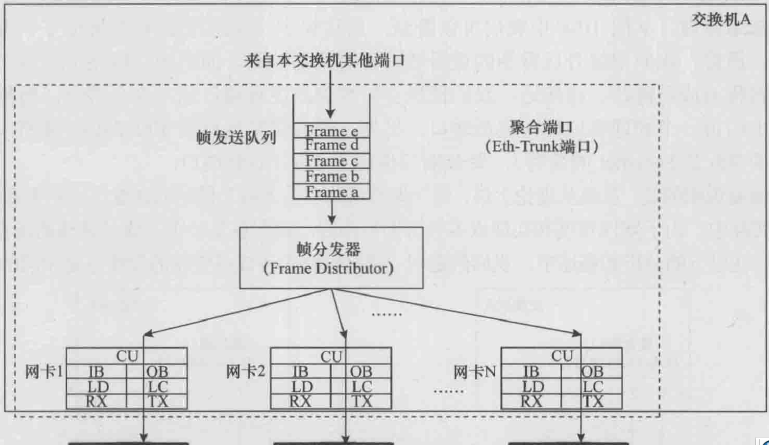 交换机A
来自本交换机其他端口
帧发送队列
Frame e
Frame d
Frame c
Frame b
Frame a
聚合端口
(Eth-Trunk端口)
帧分发器
(Frame Distributor)
……
网卡1
CU
IB OB
LD LC
RX TX
网卡2
CU
IB OB
LD LC
RX TX
……
网卡N
CU
IB OB
LD LC
RX TX